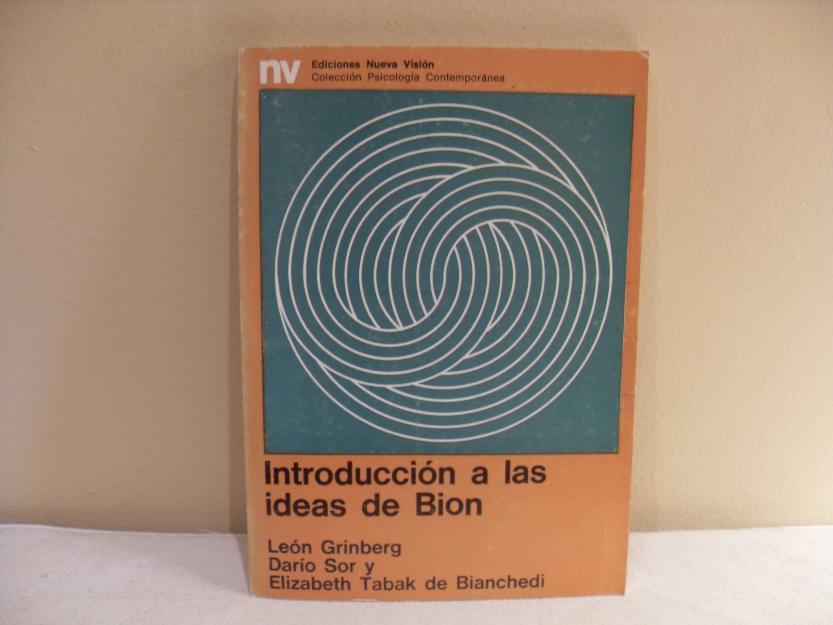 nv
Ediciones Nueva Visión
Colección Psicología Contemporánea
Introducción a las
ideas de Bion
León Grinberg
Darío Sor y
Elizabeth Tabak de Bianchedi